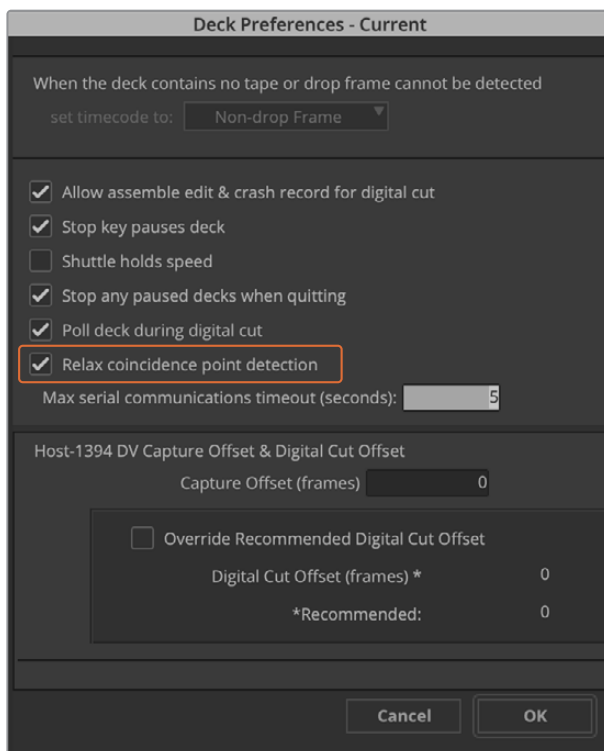 Deck Preferences - Current
When the deck contains no tape or drop frame cannot be detected
set timecode to: Non-drop Frame
Allow assemble edit & crash record for digital cut
Stop key pauses deck
Shuttle holds speed
Stop any paused decks when quitting
Poll deck during digital cut
Relax coincidence point detection
Max serial communications timeout (seconds): 5
Host-1394 DV Capture Offset & Digital Cut Offset
Capture Offset (frames) 0
Override Recommended Digital Cut Offset
Digital Cut Offset (frames) * 0
*Recommended: 0
Cancel OK